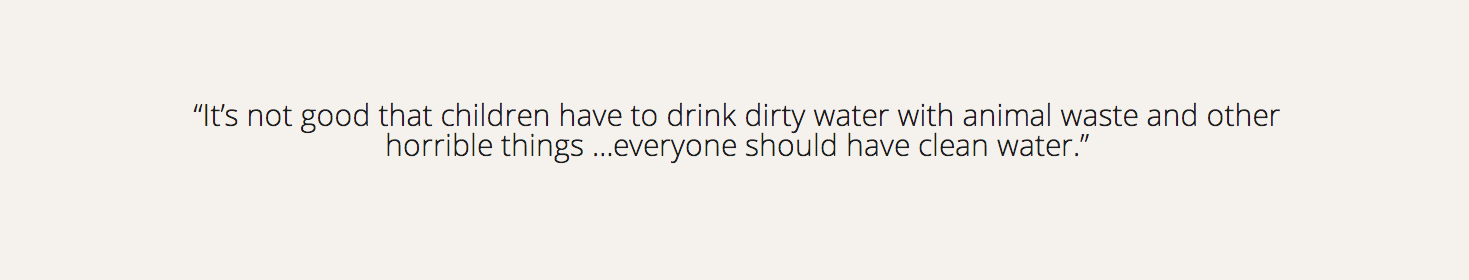 “It’s not good that children have to drink dirty water with animal waste and other
horrible things ...everyone should have clean water.”